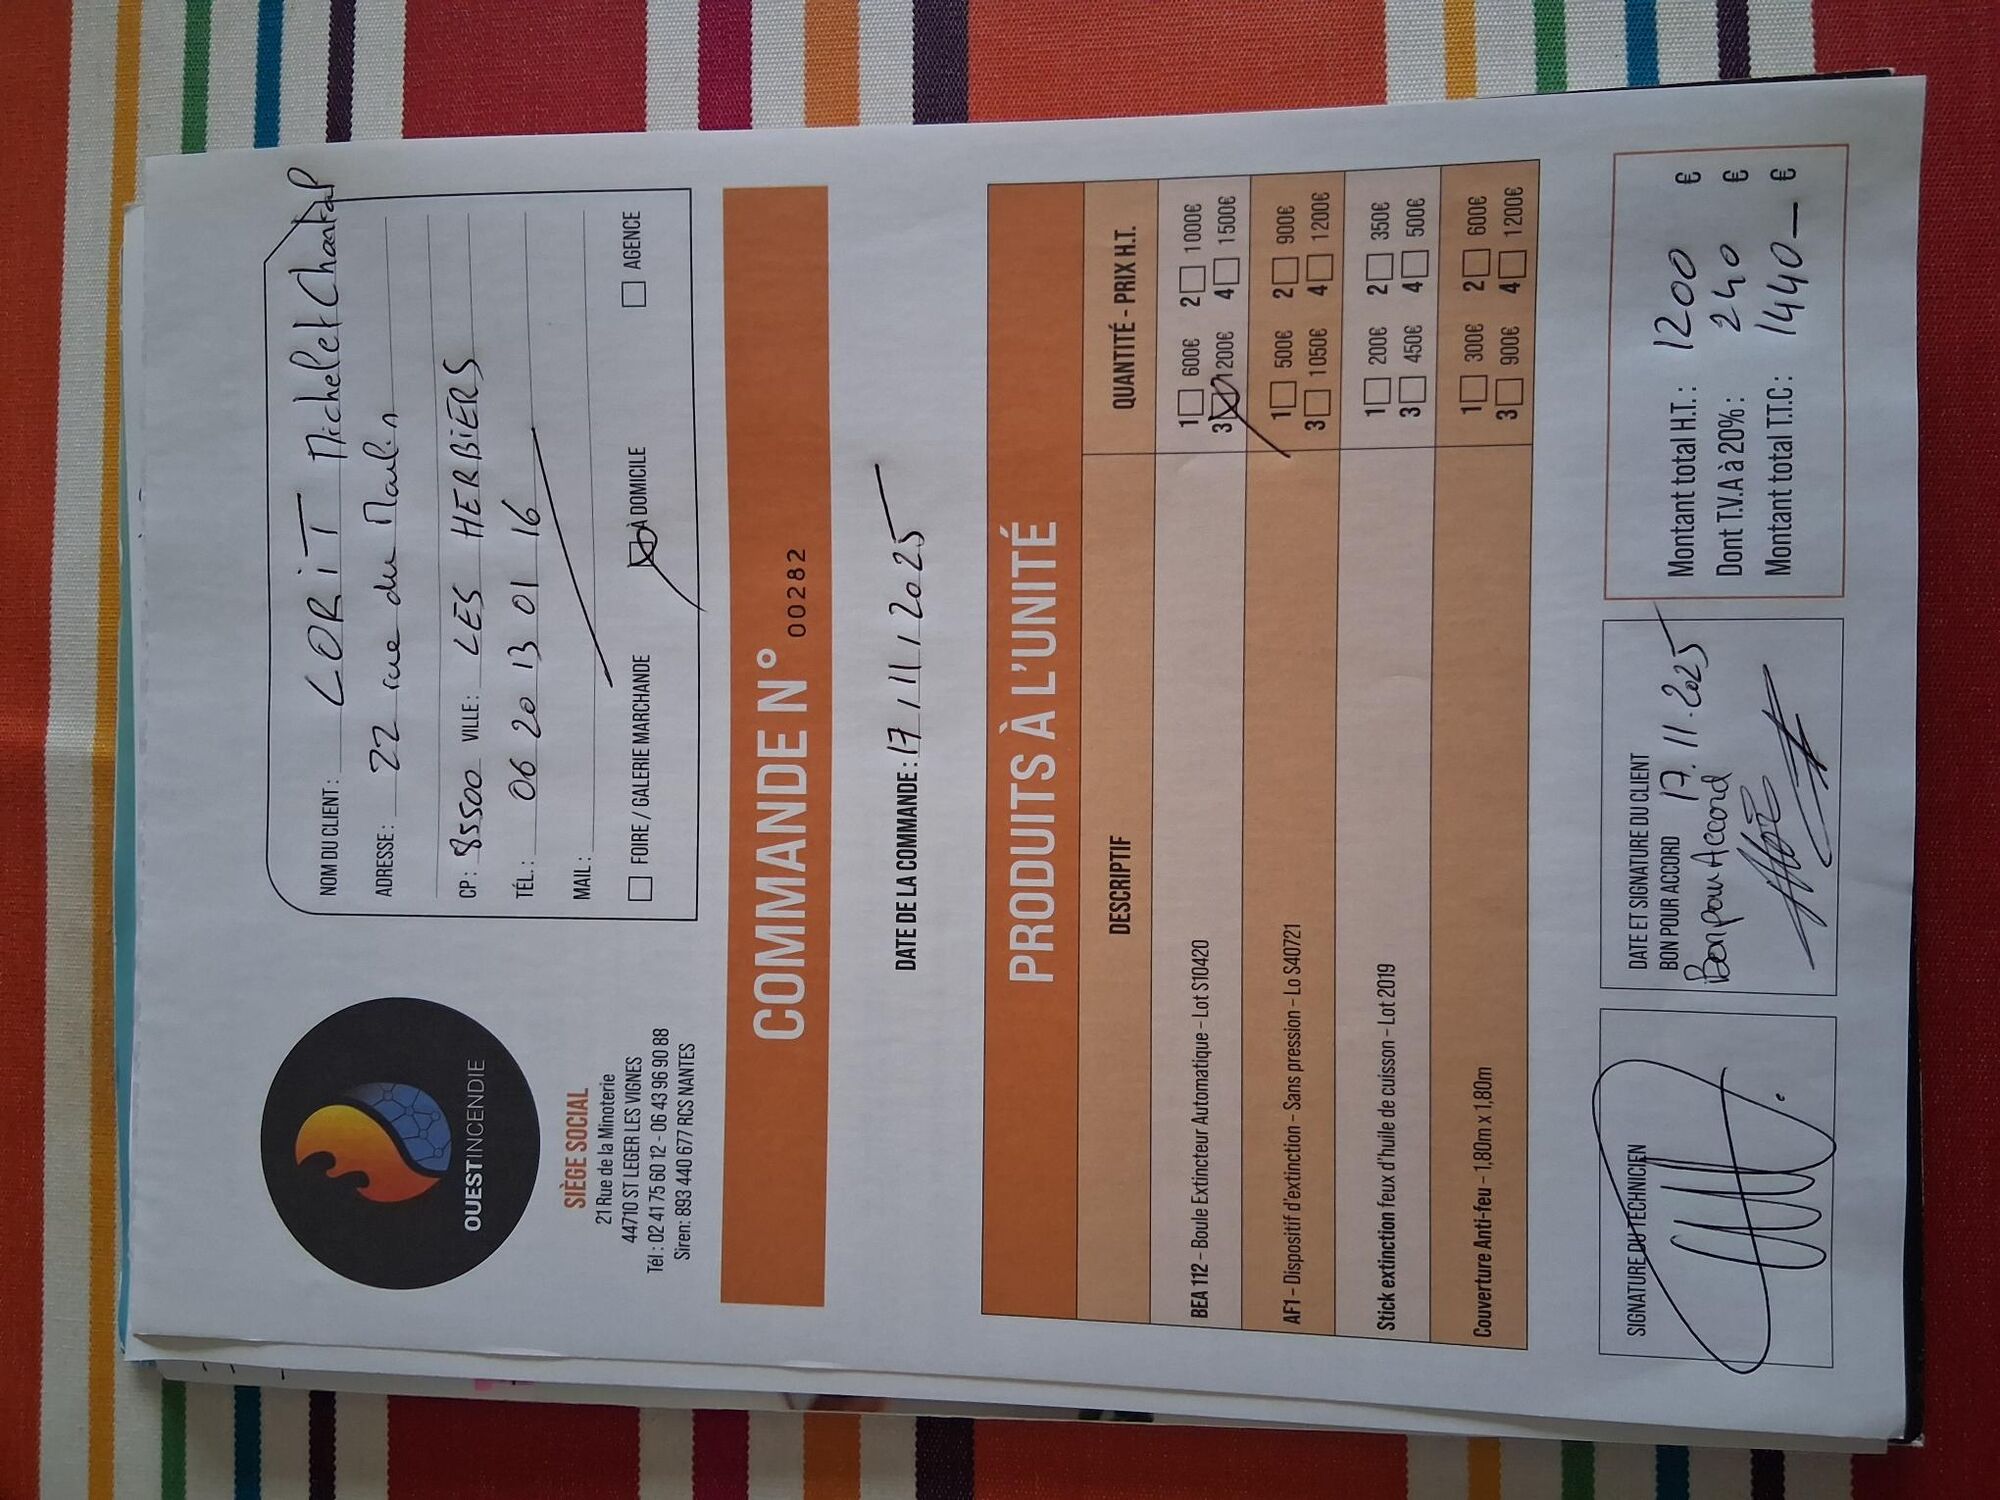 OUESTINCENDIE
SIÈGE SOCIAL
21 Rue de la Minoterie
44710 ST LEGER LES VIGNES
Tél : 02 41 75 60 12 - 06 43 96 90 88
Siren: 893 440 677 RCS NANTES
NOM DU CLIENT : LORIT Michel et Chantal
ADRESSE : 22 rue du Moulin
CP : 85500 VILLE : LES HERBIERS
TÉL. : 06 20 13 01 16
MAIL :
FOIRE / GALERIE MARCHANDE À DOMICILE AGENCE
COMMANDE N° 00282
DATE DE LA COMMANDE : 17 / 11 / 2025
PRODUITS À L'UNITÉ
DESCRIPTIF QUANTITÉ - PRIX H.T.
BEA 112 – Boule Extincteur Automatique – Lot S10420 1 600€ 2 1000€
3 1200€ 4 1500€
AF1 – Dispositif d'extinction – Sans pression – Lo S40721 1 500€ 2 900€
3 1050€ 4 1200€
Stick extinction feux d'huile de cuisson – Lot 2019 1 200€ 2 350€
3 450€ 4 500€
Couverture Anti-feu – 1,80m x 1,80m 1 300€ 2 600€
3 900€ 4 1200€
SIGNATURE DU TECHNICIEN
DATE ET SIGNATURE DU CLIENT
BON POUR ACCORD 17.11.2025
Bon pour Accord
Montant total H.T. : 1200 €
Dont T.V.A à 20% : 240 €
Montant total T.T.C : 1440 €